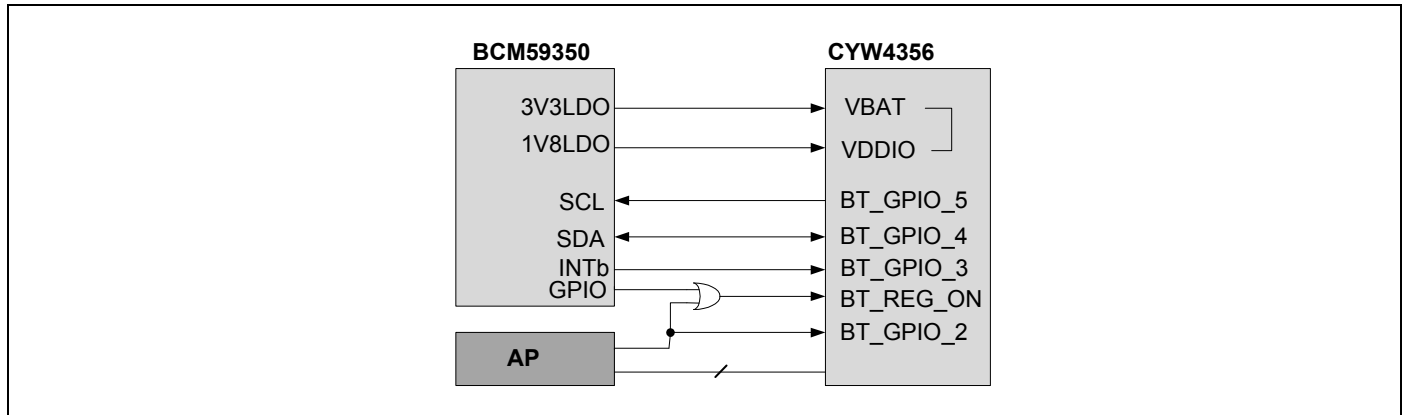 BCM59350
CYW4356
3V3LDO
VBAT
1V8LDO
VDDIO
SCL
BT_GPIO_5
SDA
BT_GPIO_4
INTb
BT_GPIO_3
GPIO
BT_REG_ON
BT_GPIO_2
AP